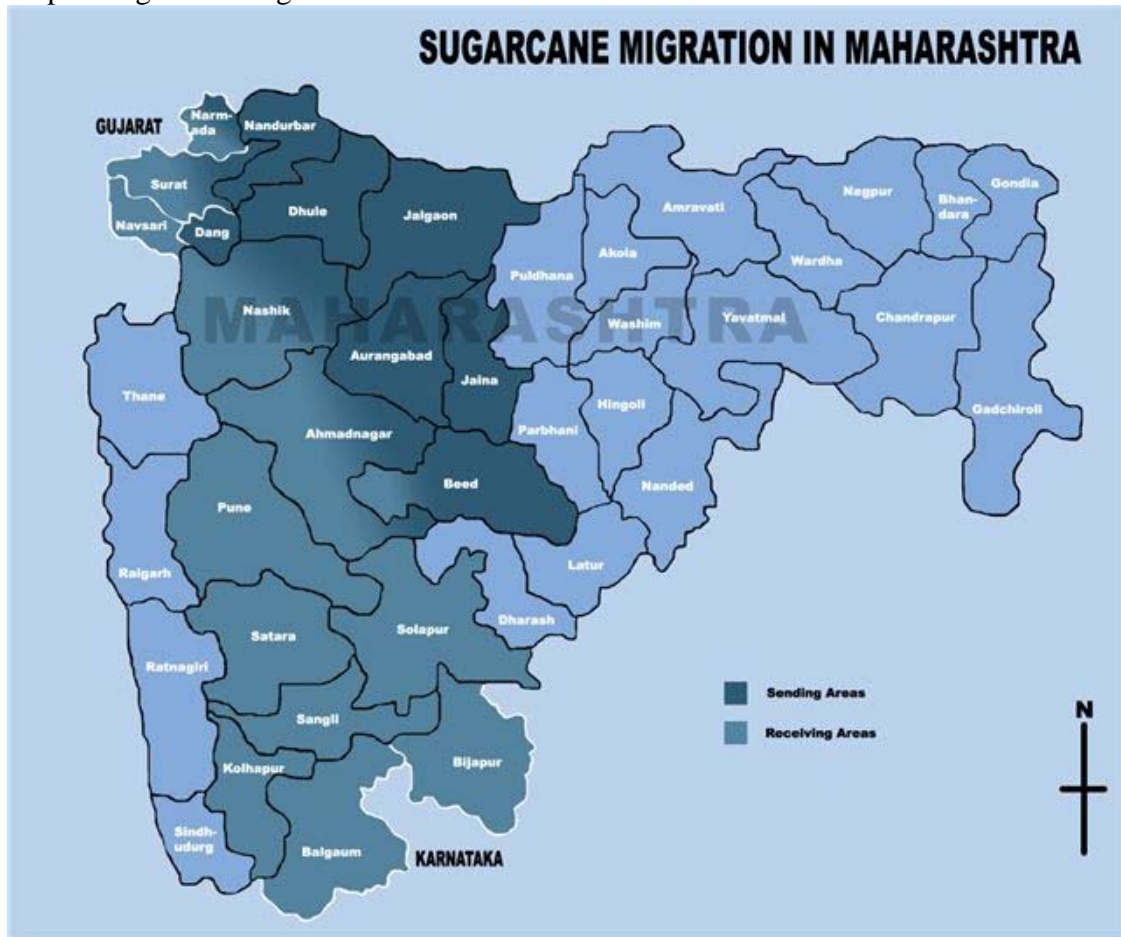 SUGARCANE MIGRATION IN MAHARASHTRA
GUJARAT
Narm-
ada
Nandurbar
Surat
Navsari
Dang
Dhule
Jalgaon
Amravati
Nagpur
Bhan-
dara
Gondia
Akola
Puldhana
Wardha
MAHARASHTRA
Nashik
Washim
Yavatmal
Chandrapur
Aurangabad
Jalna
Thane
Hingoli
Gadchiroli
Ahmadnagar
Parbhani
Beed
Nanded
Pune
Latur
Raigarh
Dharash
Satara
Solapur
Ratnagiri
Sending Areas
Sangli
Receiving Areas
N
Kolhapur
Bijapur
Sindh-
udurg
Balgaum
KARNATAKA